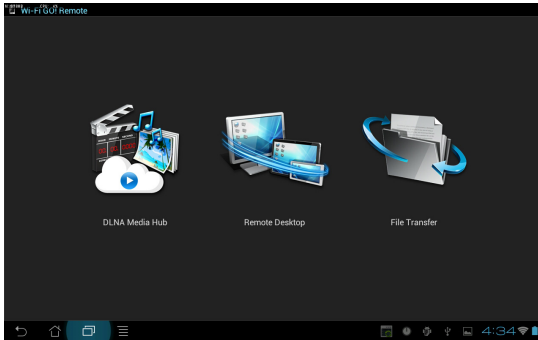 Wi-Fi GO! Remote
DLNA Media Hub
Remote Desktop
File Transfer
4:34